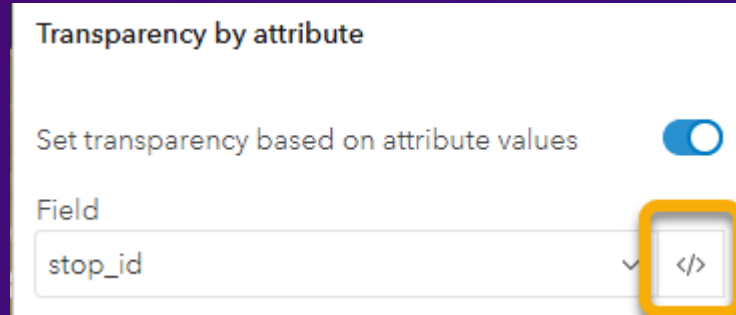 Transparency by attribute
Set transparency based on attribute values
Field
stop_id
</>